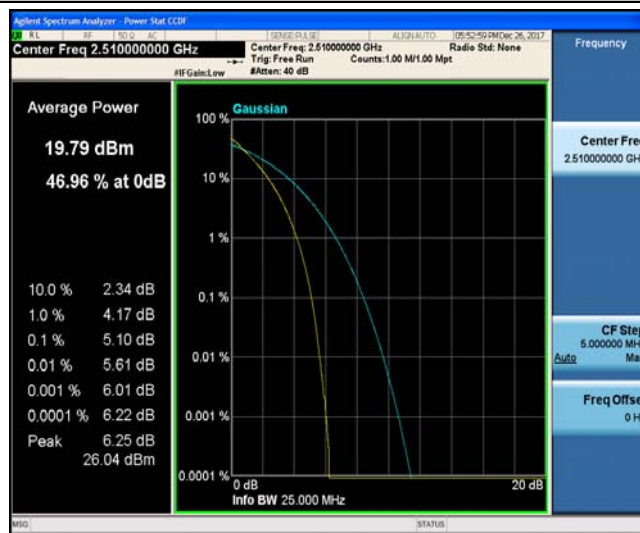 Agilent Spectrum Analyzer - Power Stat CCDF
RL RF 50 Ω AC SENSE:PULSE ALIGN AUTO 05:52:59 PM Dec 26, 2017
Center Freq 2.510000000 GHz
Center Freq: 2.510000000 GHz Radio Std: None
Trig: Free Run Counts:1.00 M/1.00 Mpt
#IFGain:Low #Atten: 40 dB
Frequency
Average Power
19.79 dBm
46.96 % at 0dB
10.0 % 2.34 dB
1.0 % 4.17 dB
0.1 % 5.10 dB
0.01 % 5.61 dB
0.001 % 6.01 dB
0.0001 % 6.22 dB
Peak 6.25 dB
26.04 dBm
Gaussian
100 %
10 %
1 %
0.1 %
0.01 %
0.001 %
0.0001 %
0 dB 20 dB
Info BW 25.000 MHz
Center Fre
2.510000000 GH
CF Ste
5.000000 MH
Auto Ma
Freq Offse
0 H
MSG STATUS